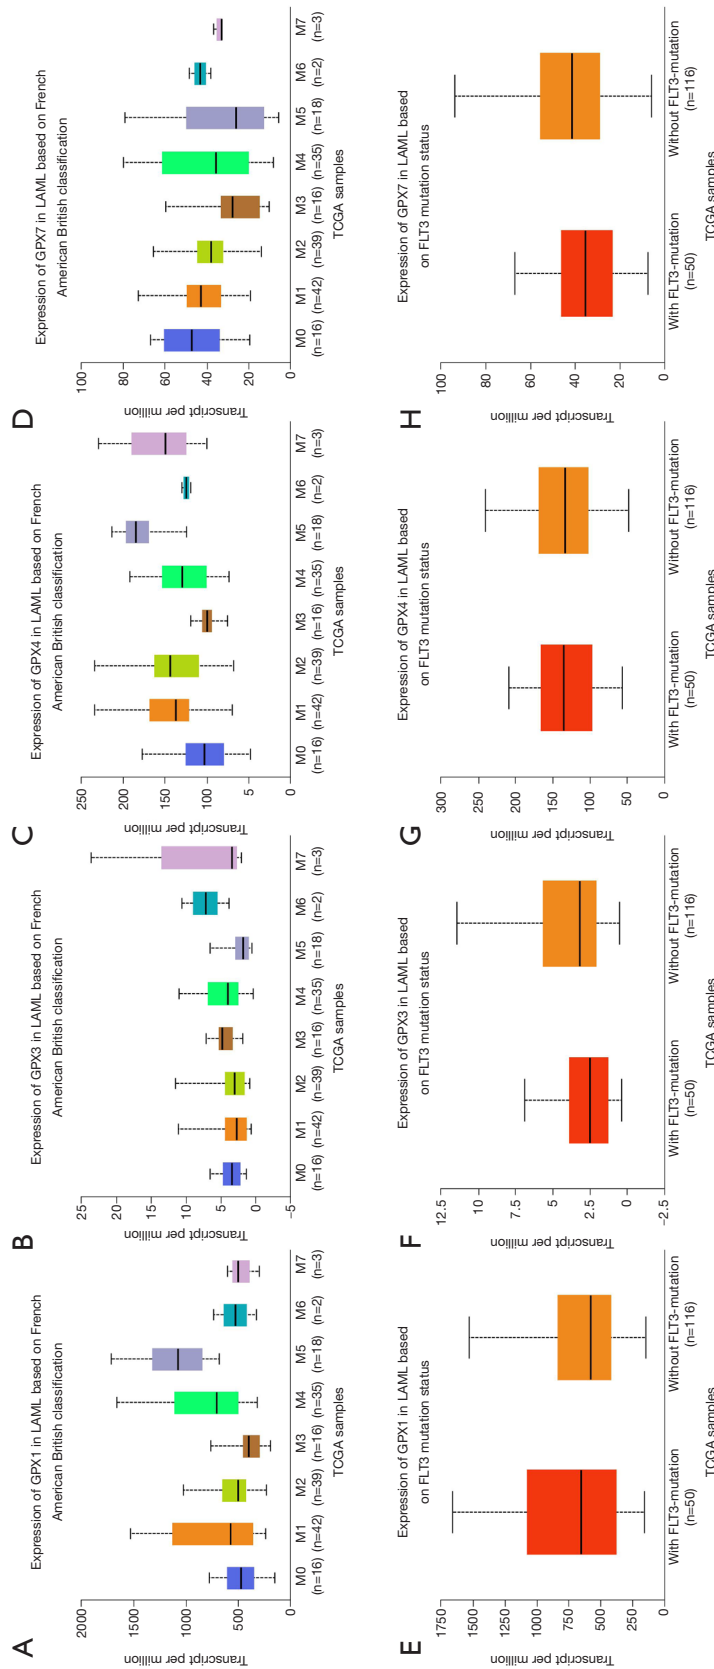 A
Expression of GPX1 in LAML based on French
American British classification
Transcript per million
2000
1500
1000
500
0
M0 M1 M2 M3 M4 M5 M6 M7
(n=16) (n=42) (n=39) (n=16) (n=35) (n=18) (n=2) (n=3)
TCGA samples
B
Expression of GPX3 in LAML based on French
American British classification
Transcript per million
25
20
15
10
5
0
-5
M0 M1 M2 M3 M4 M5 M6 M7
(n=16) (n=42) (n=39) (n=16) (n=35) (n=18) (n=2) (n=3)
TCGA samples
C
Expression of GPX4 in LAML based on French
American British classification
Transcript per million
250
200
150
100
50
0
M0 M1 M2 M3 M4 M5 M6 M7
(n=16) (n=42) (n=39) (n=16) (n=35) (n=18) (n=2) (n=3)
TCGA samples
D
Expression of GPX7 in LAML based on French
American British classification
Transcript per million
100
80
60
40
20
0
M0 M1 M2 M3 M4 M5 M6 M7
(n=16) (n=42) (n=39) (n=16) (n=35) (n=18) (n=2) (n=3)
TCGA samples
E
Expression of GPX1 in LAML based
on FLT3 mutation status
Transcript per million
1750
1500
1250
1000
750
500
250
0
With FLT3-mutation Without FLT3-mutation
(n=50) (n=116)
TCGA samples
F
Expression of GPX3 in LAML based
on FLT3 mutation status
Transcript per million
12.5
10
7.5
5
2.5
0
-2.5
With FLT3-mutation Without FLT3-mutation
(n=50) (n=116)
TCGA samples
G
Expression of GPX4 in LAML based
on FLT3 mutation status
Transcript per million
300
250
200
150
100
50
0
With FLT3-mutation Without FLT3-mutation
(n=50) (n=116)
TCGA samples
H
Expression of GPX7 in LAML based
on FLT3 mutation status
Transcript per million
100
80
60
40
20
0
With FLT3-mutation Without FLT3-mutation
(n=50) (n=116)
TCGA samples